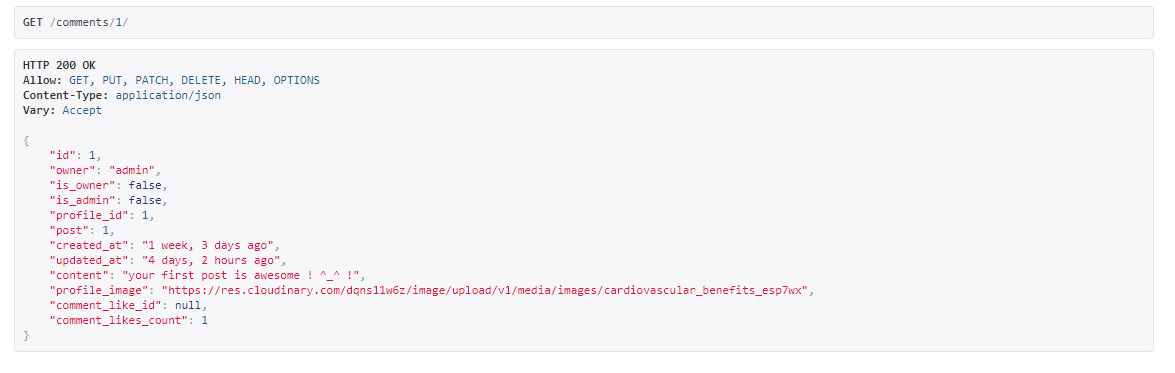 GET /comments/1/
HTTP 200 OK
Allow: GET, PUT, PATCH, DELETE, HEAD, OPTIONS
Content-Type: application/json
Vary: Accept
{
    "id": 1,
    "owner": "admin",
    "is_owner": false,
    "is_admin": false,
    "profile_id": 1,
    "post": 1,
    "created_at": "1 week, 3 days ago",
    "updated_at": "4 days, 2 hours ago",
    "content": "your first post is awesome ! ^_^ !",
    "profile_image": "https://res.cloudinary.com/dqns11w6z/image/upload/v1/media/images/cardiovascular_benefits_esp7wx",
    "comment_like_id": null,
    "comment_likes_count": 1
}